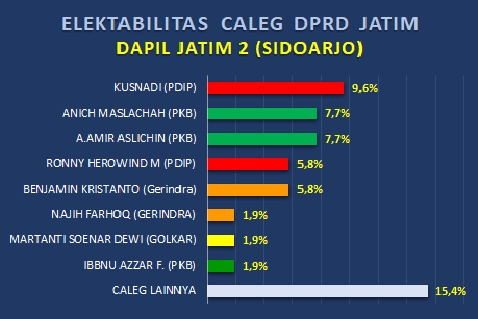 ELEKTABILITAS CALEG DPRD JATIM
DAPIL JATIM 2 (SIDOARJO)
KUSNADI (PDIP) 9,6%
ANICH MASLACHAH (PKB) 7,7%
A.AMIR ASLICHIN (PKB) 7,7%
RONNY HEROWIND M (PDIP) 5,8%
BENJAMIN KRISTANTO (Gerindra) 5,8%
NAJIH FARHOQ (GERINDRA) 1,9%
MARTANTI SOENAR DEWI (GOLKAR) 1,9%
IBBNU AZZAR F. (PKB) 1,9%
CALEG LAINNYA 15,4%